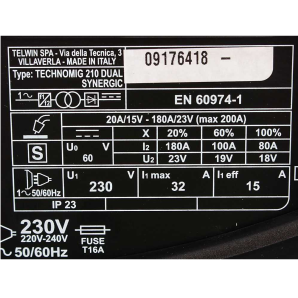 TELWIN SPA - Via della Tecnica, 3
VILLAVERLA - MADE IN ITALY
Type: TECHNOMIG 210 DUAL
SYNERGIC
09176418 –
1~
EN 60974-1
20A/15V - 180A/23V (max 200A)
X 20% 60% 100%
S U0 V I2 180A 100A 80A
60 U2 23V 19V 18V
1~50/60Hz U1 230 V I1 max 32 A I1 eff 15 A
IP 23
230V
220V-240V
~50/60Hz
FUSE
T16A